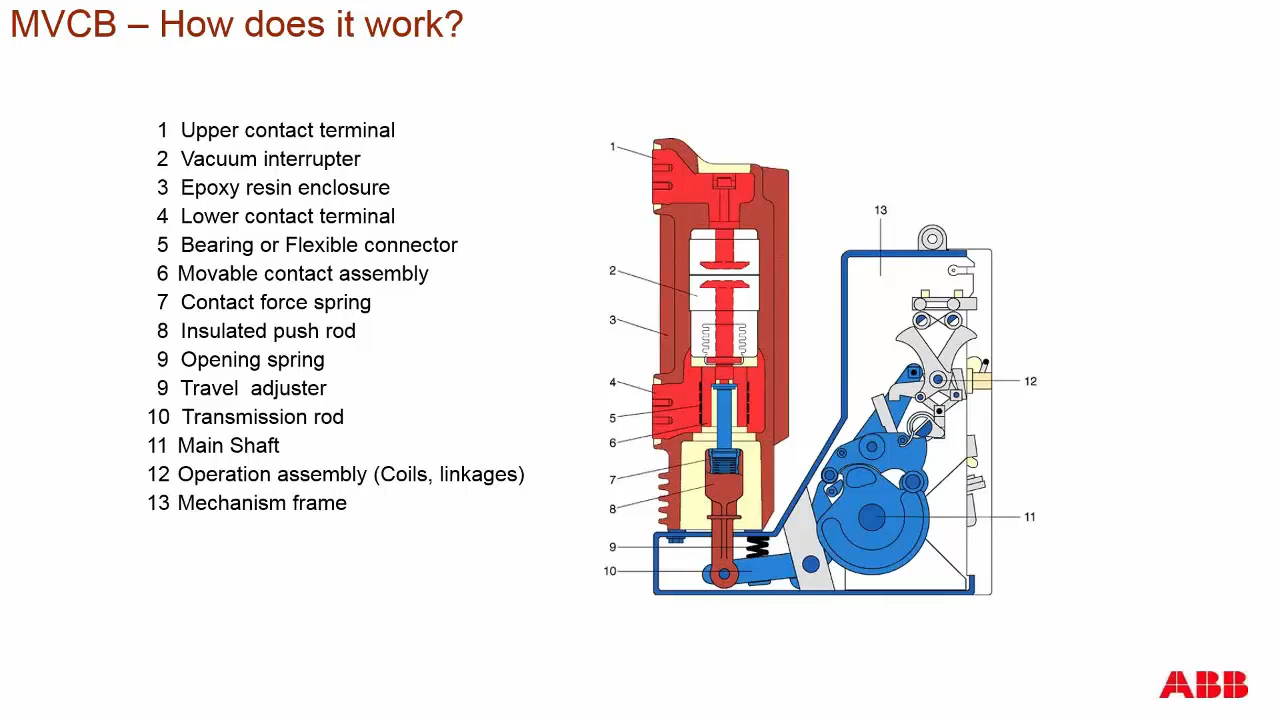 MVCB – How does it work?
1 Upper contact terminal
2 Vacuum interrupter
3 Epoxy resin enclosure
4 Lower contact terminal
5 Bearing or Flexible connector
6 Movable contact assembly
7 Contact force spring
8 Insulated push rod
9 Opening spring
9 Travel adjuster
10 Transmission rod
11 Main Shaft
12 Operation assembly (Coils, linkages)
13 Mechanism frame
1
13
2
3
4
12
5
6
7
8
11
9
10
ABB